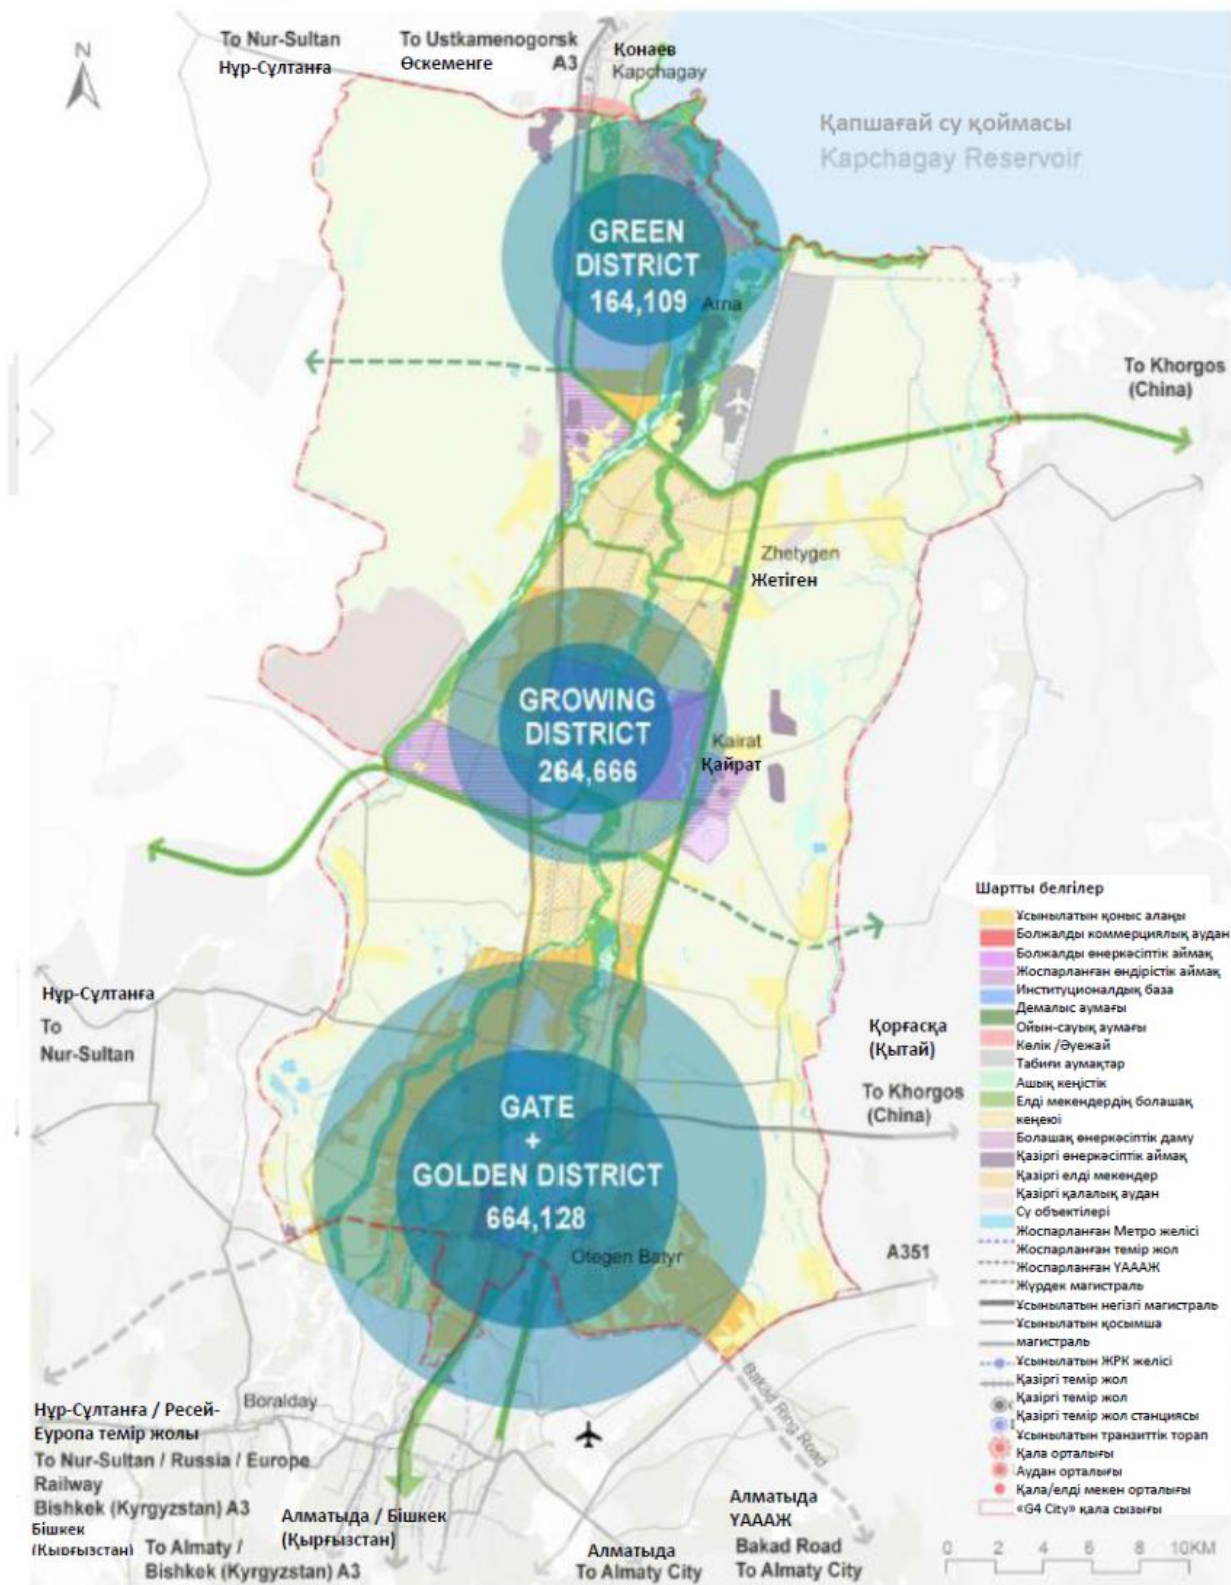 N
To Nur-Sultan
Нұр-Сұлтанға
To Ustkamenogorsk
Өскеменге
A3
Қонаев
Kapchagay
Қапшағай су қоймасы
Kapchagay Reservoir
GREEN
DISTRICT
164,109
Arna
To Khorgos
(China)
Zhetygen
Жетіген
GROWING
DISTRICT
264,666
Kairat
Қайрат
Нұр-Сұлтанға
To
Nur-Sultan
Қорғасқа
(Қытай)
To Khorgos
(China)
GATE
+
GOLDEN DISTRICT
664,128
Otegen Batyr
A351
Шартты белгілер
Ұсынылатын қоныс алаңы
Болжалды коммерциялық аудан
Болжалды өнеркәсіптік аймақ
Жоспарланған өндірістік аймақ
Институционалдық база
Демалыс аумағы
Ойын-сауық аумағы
Көлік /Әуежай
Табиғи аумақтар
Ашық кеңістік
Елді мекендердің болашақ
кеңеюі
Болашақ өнеркәсіптік даму
Қазіргі өнеркәсіптік аймақ
Қазіргі елді мекендер
Қазіргі қалалық аудан
Су объектілері
Жоспарланған Метро желісі
Жоспарланған темір жол
Жоспарланған ҮАААЖ
Жүрдек магистраль
Ұсынылатын негізгі магистраль
Ұсынылатын қосымша
магистраль
Ұсынылатын ЖРК желісі
Қазіргі темір жол
Қазіргі темір жол
Қазіргі темір жол станциясы
Ұсынылатын транзиттік торап
Қала орталығы
Аудан орталығы
Қала/елді мекен орталығы
«G4 City» қала сызығы
Boralday
Bakad Ring Road
Нұр-Сұлтанға / Ресей-
Еуропа темір жолы
To Nur-Sultan / Russia / Europe
Railway
Bishkek (Kyrgyzstan) A3
Бішкек
(Қырғызстан)
To Almaty /
Bishkek (Kyrgyzstan) A3
Алматыда / Бішкек
(Қырғызстан)
Алматыда
To Almaty City
Алматыда
ҮАААЖ
Bakad Road
To Almaty City
0 2 4 6 8 10KM